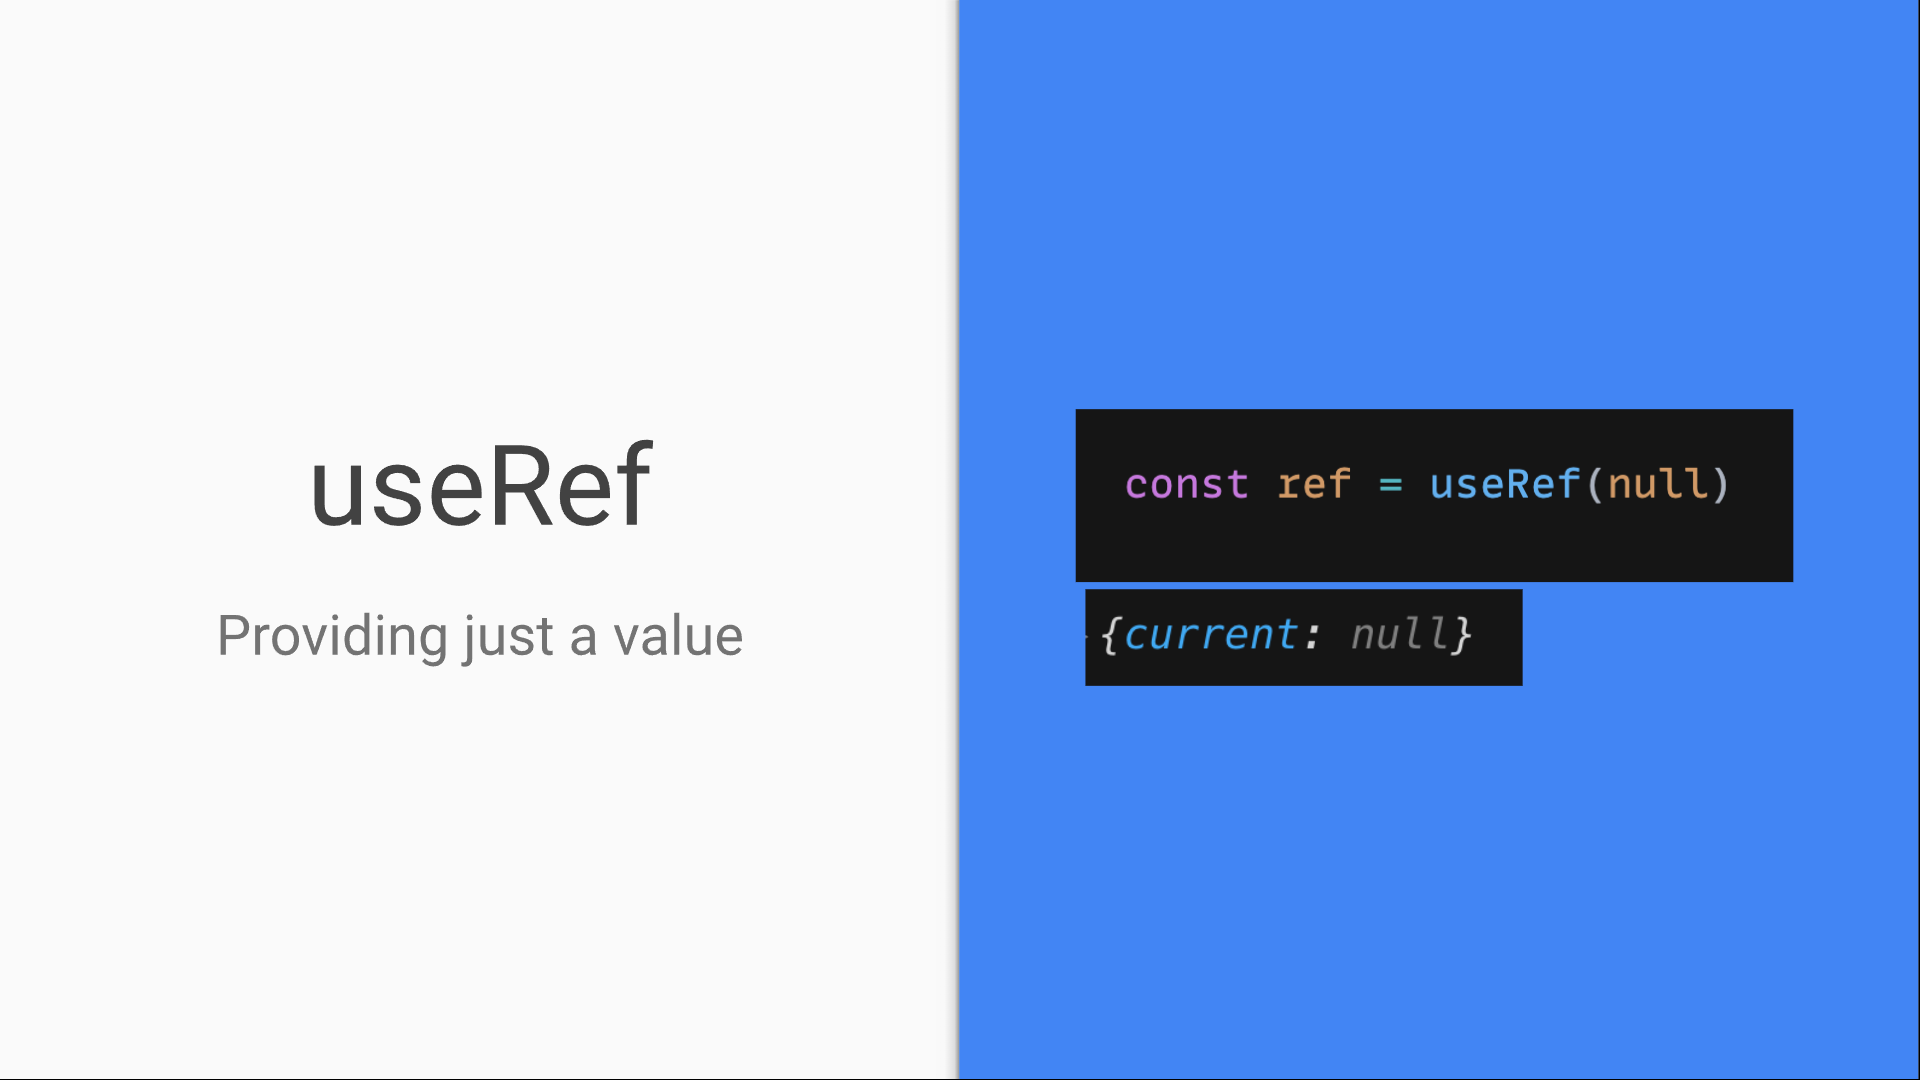 useRef
Providing just a value
const ref = useRef(null)
{current: null}